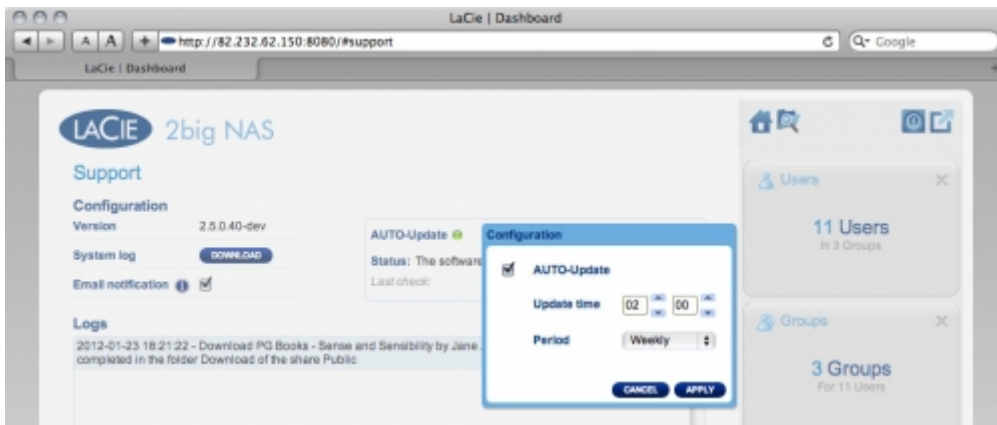 LaCie | Dashboard
A A + http://82.232.62.150:8080/#support Google
LaCie | Dashboard
LACIE 2big NAS
Support
Configuration
Version 2.5.0.40-dev
System log DOWNLOAD
Email notification
AUTO-Update
Status: The software
Last check:
Configuration
AUTO-Update
Update time 02 00
Period Weekly
CANCEL APPLY
Logs
2012-01-23 18:21:22 - Download PG Books - Sense and Sensibility by Jane
completed in the folder Download of the share Public
Users
11 Users
In 3 Groups
Groups
3 Groups
For 11 Users